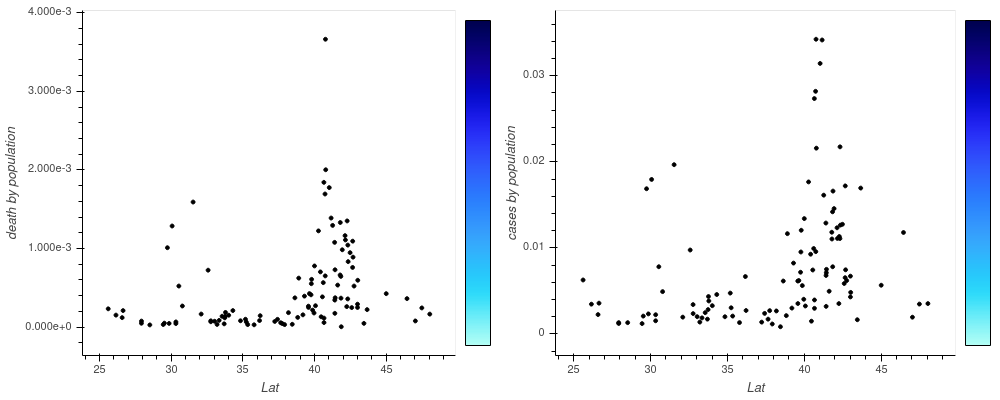 4.000e-3
3.000e-3
2.000e-3
1.000e-3
0.000e+0
death by population
25 30 35 40 45
Lat
0.03
0.02
0.01
0
cases by population
25 30 35 40 45
Lat